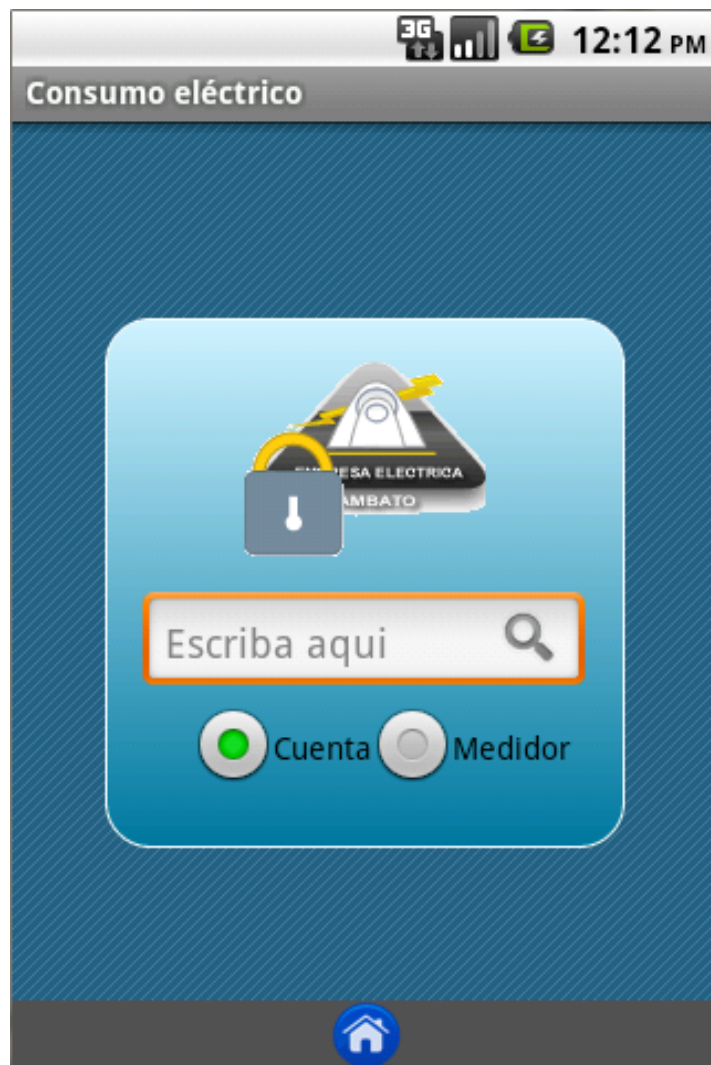 3G 12:12 PM
Consumo eléctrico
ELECTRICA
AMBATO
Escriba aqui
Cuenta Medidor